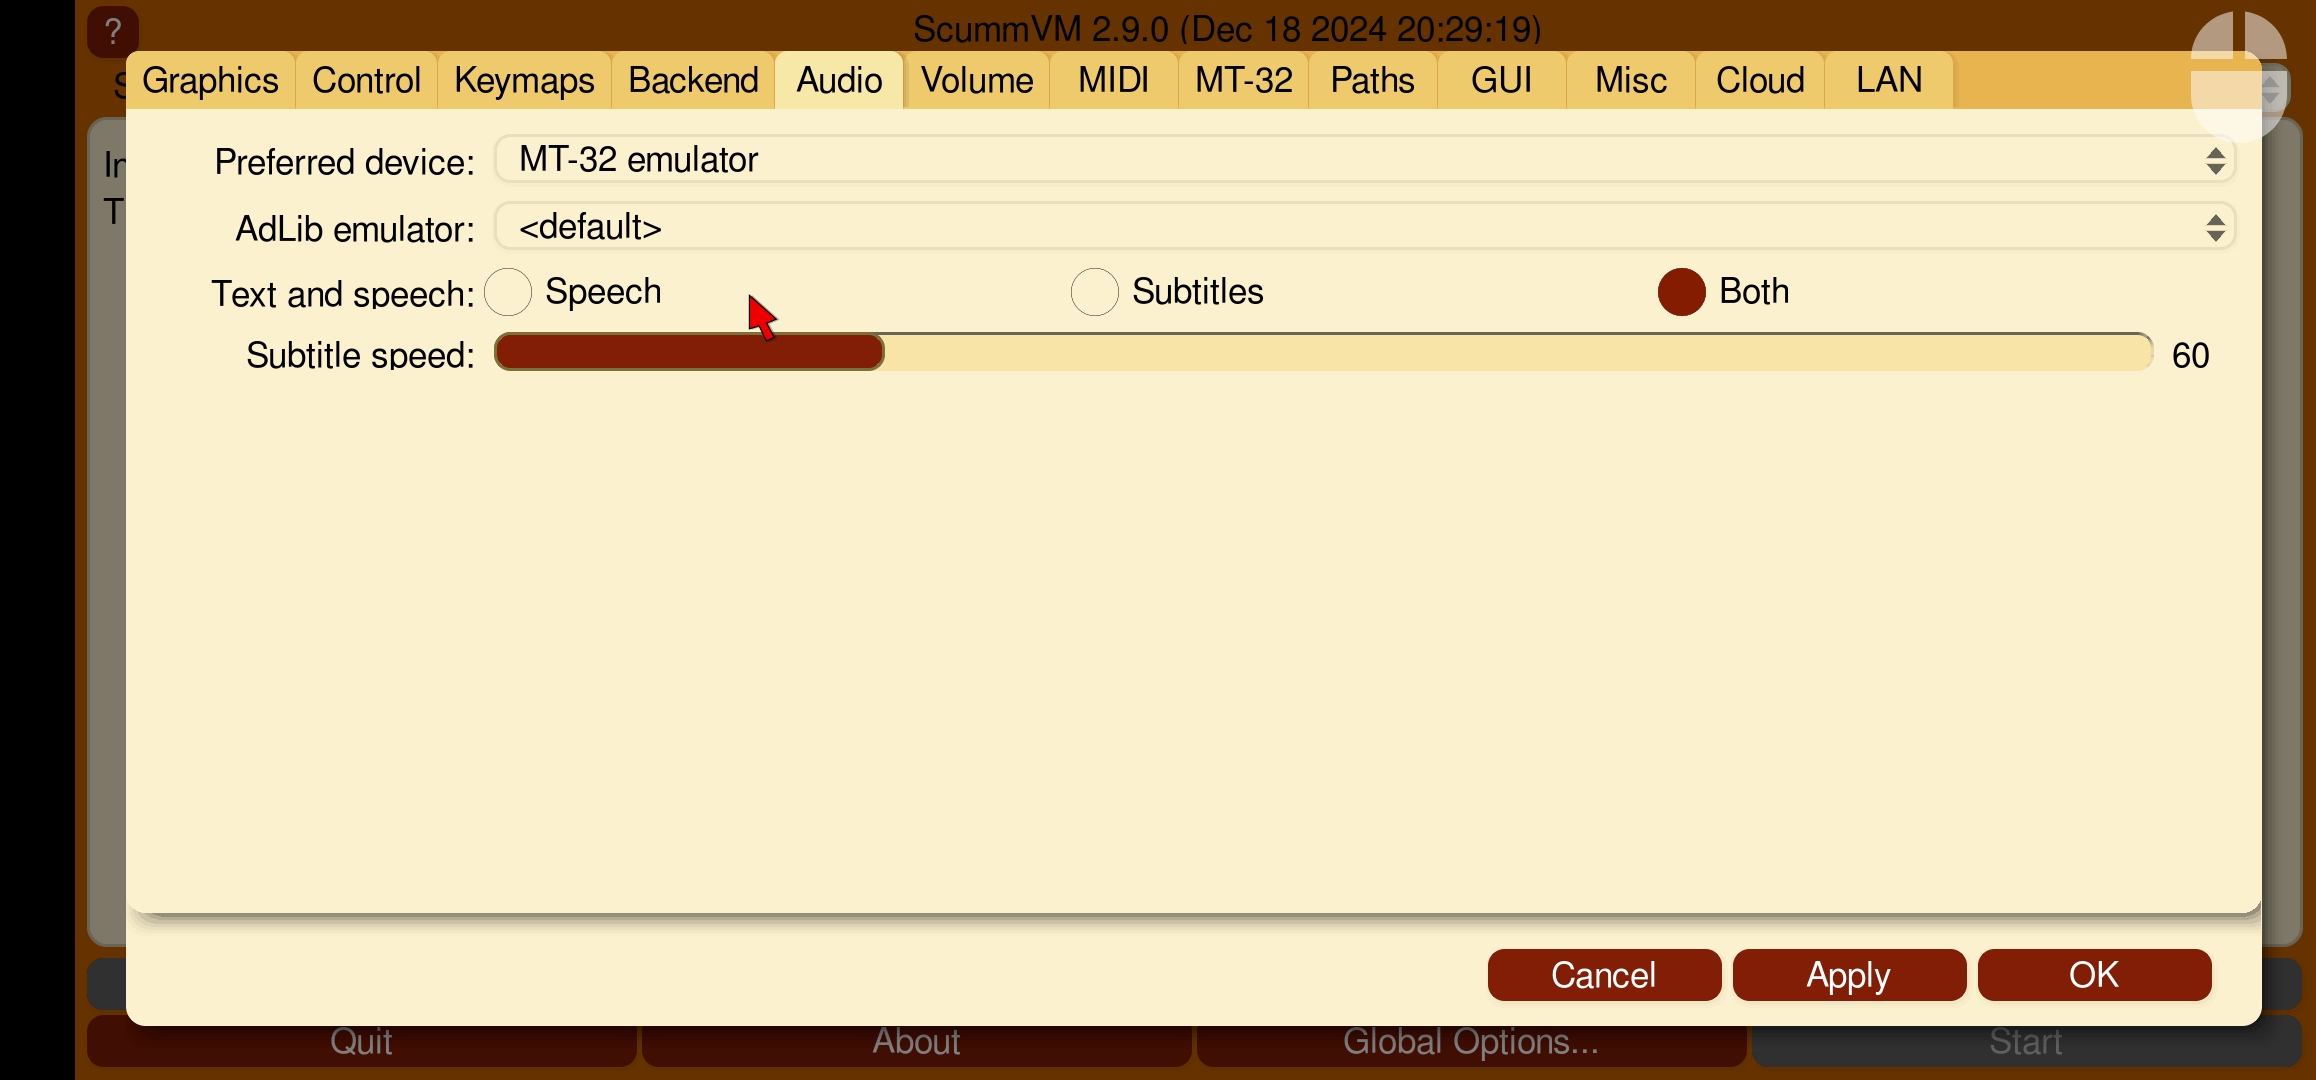 ?
ScummVM 2.9.0 (Dec 18 2024 20:29:19)
Graphics Control Keymaps Backend Audio Volume MIDI MT-32 Paths GUI Misc Cloud LAN
Preferred device: MT-32 emulator
AdLib emulator: <default>
Text and speech: Speech Subtitles Both
Subtitle speed: 60
Cancel Apply OK
Quit About Global Options... Start